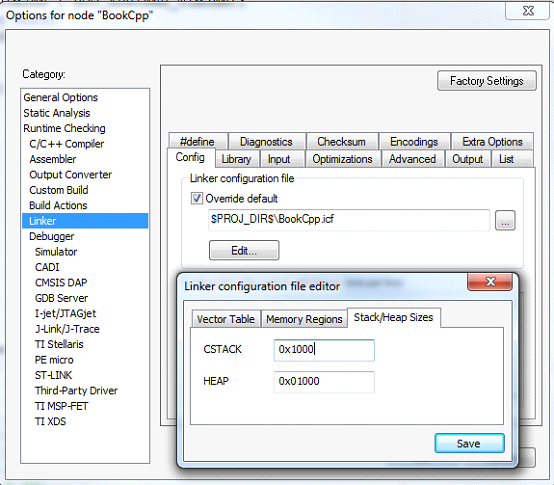 Options for node "BookCpp"
Category:
Factory Settings
General Options
Static Analysis
Runtime Checking
C/C++ Compiler
Assembler
Output Converter
Custom Build
Build Actions
Linker
Debugger
Simulator
CADI
CMSIS DAP
GDB Server
I-jet/JTAGjet
J-Link/J-Trace
TI Stellaris
PE micro
ST-LINK
Third-Party Driver
TI MSP-FET
TI XDS
#define Diagnostics Checksum Encodings Extra Options
Config Library Input Optimizations Advanced Output List
Linker configuration file
Override default
$PROJ_DIR$\BookCpp.icf ...
Edit...
Linker configuration file editor
Vector Table Memory Regions Stack/Heap Sizes
CSTACK 0x1000
HEAP 0x01000
Save